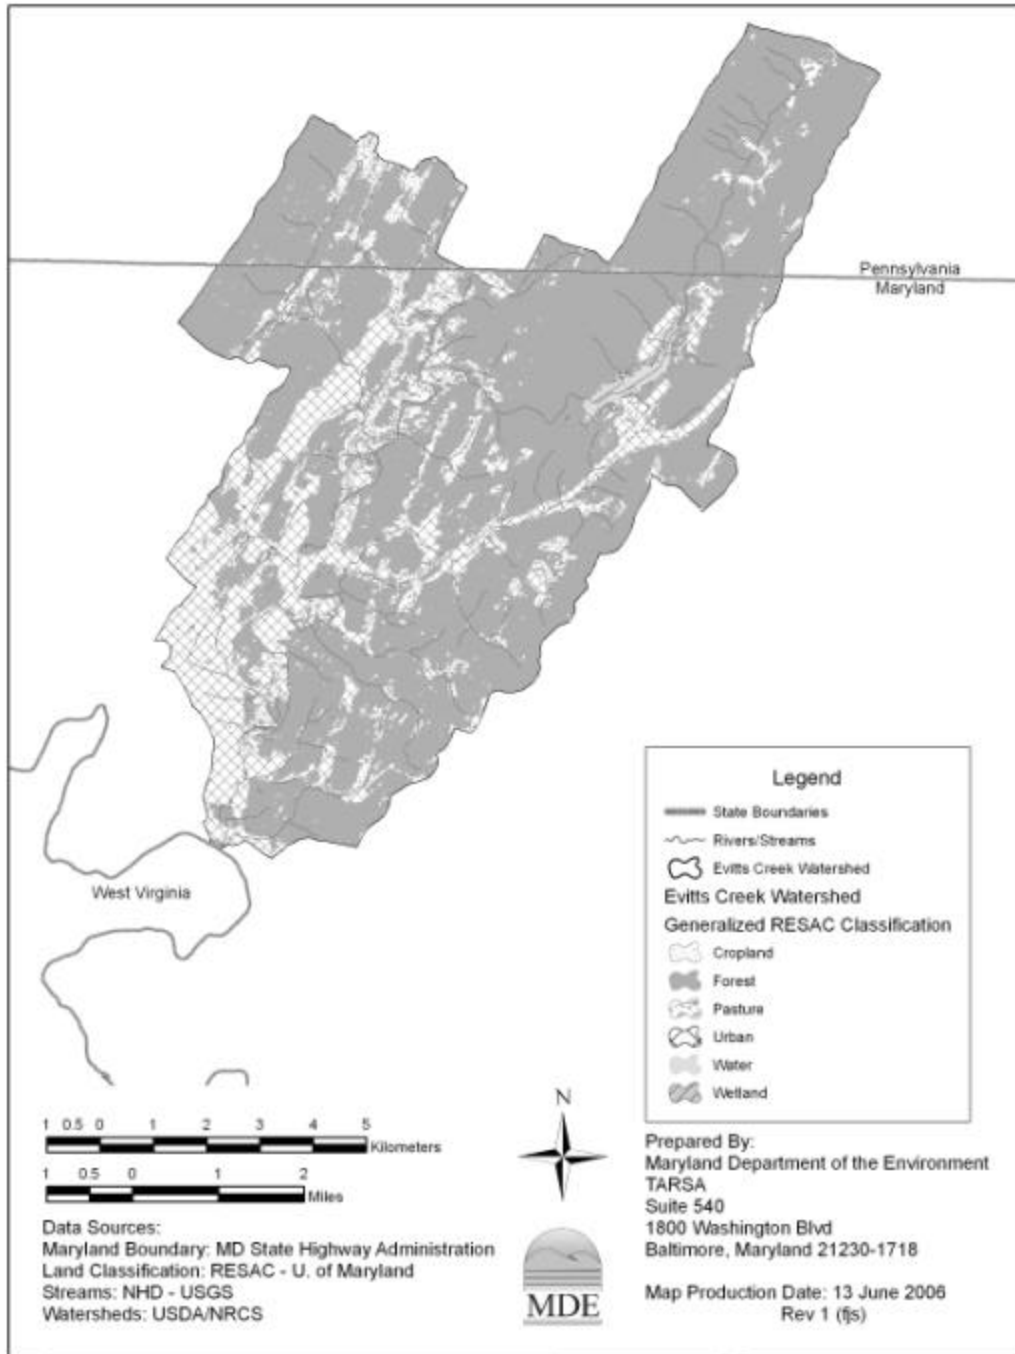 Pennsylvania
Maryland
West Virginia
Legend
State Boundaries
Rivers/Streams
Evitts Creek Watershed
Evitts Creek Watershed
Generalized RESAC Classification
Cropland
Forest
Pasture
Urban
Water
Wetland
N
1 0.5 0 1 2 3 4 5
Kilometers
1 0.5 0 1 2
Miles
Data Sources:
Maryland Boundary: MD State Highway Administration
Land Classification: RESAC - U. of Maryland
Streams: NHD - USGS
Watersheds: USDA/NRCS
MDE
Prepared By:
Maryland Department of the Environment
TARSA
Suite 540
1800 Washington Blvd
Baltimore, Maryland 21230-1718
Map Production Date: 13 June 2006
Rev 1 (fjs)